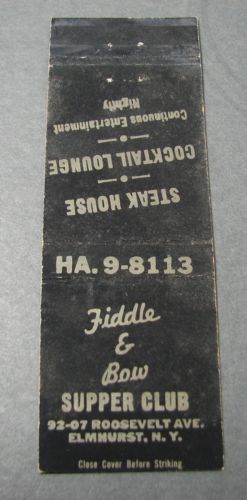 STEAK HOUSE
COCKTAIL LOUNGE
Continuous Entertainment
Nightly
HA. 9-8113
Fiddle
&
Bow
SUPPER CLUB
92-07 ROOSEVELT AVE.
ELMHURST, N. Y.
Close Cover Before Striking